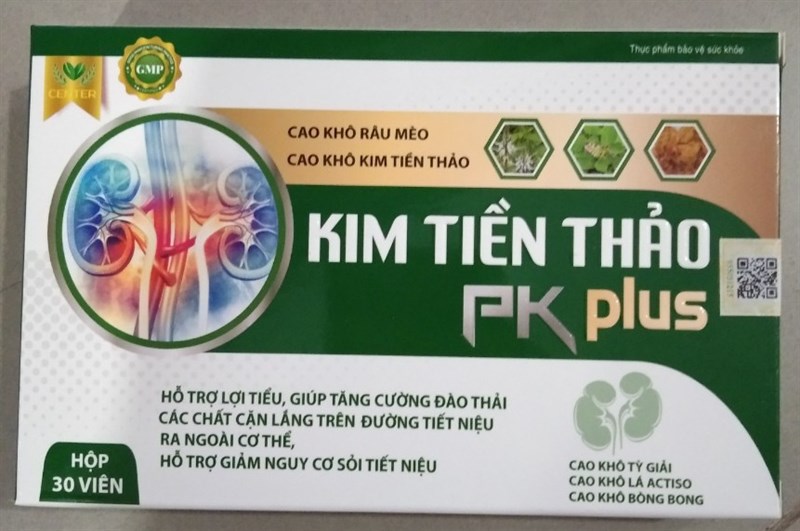 Thực phẩm bảo vệ sức khỏe
CENTER
GMP
CAO KHÔ RÂU MÈO
CAO KHÔ KIM TIỀN THẢO
KIM TIỀN THẢO
PK plus
HỖ TRỢ LỢI TIỂU, GIÚP TĂNG CƯỜNG ĐÀO THẢI
CÁC CHẤT CẶN LẮNG TRÊN ĐƯỜNG TIẾT NIỆU
RA NGOÀI CƠ THỂ,
HỖ TRỢ GIẢM NGUY CƠ SỎI TIẾT NIỆU
HỘP
30 VIÊN
CAO KHÔ TỲ GIẢI
CAO KHÔ LÁ ACTISO
CAO KHÔ BÒNG BONG